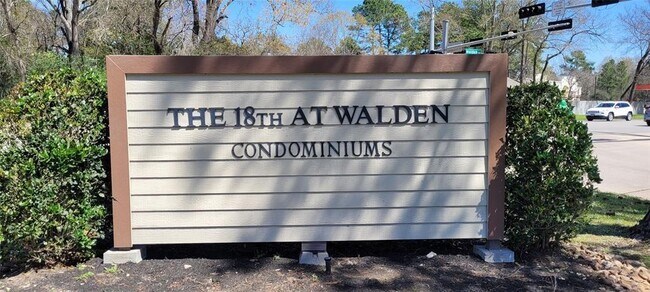 THE 18TH AT WALDEN
CONDOMINIUMS